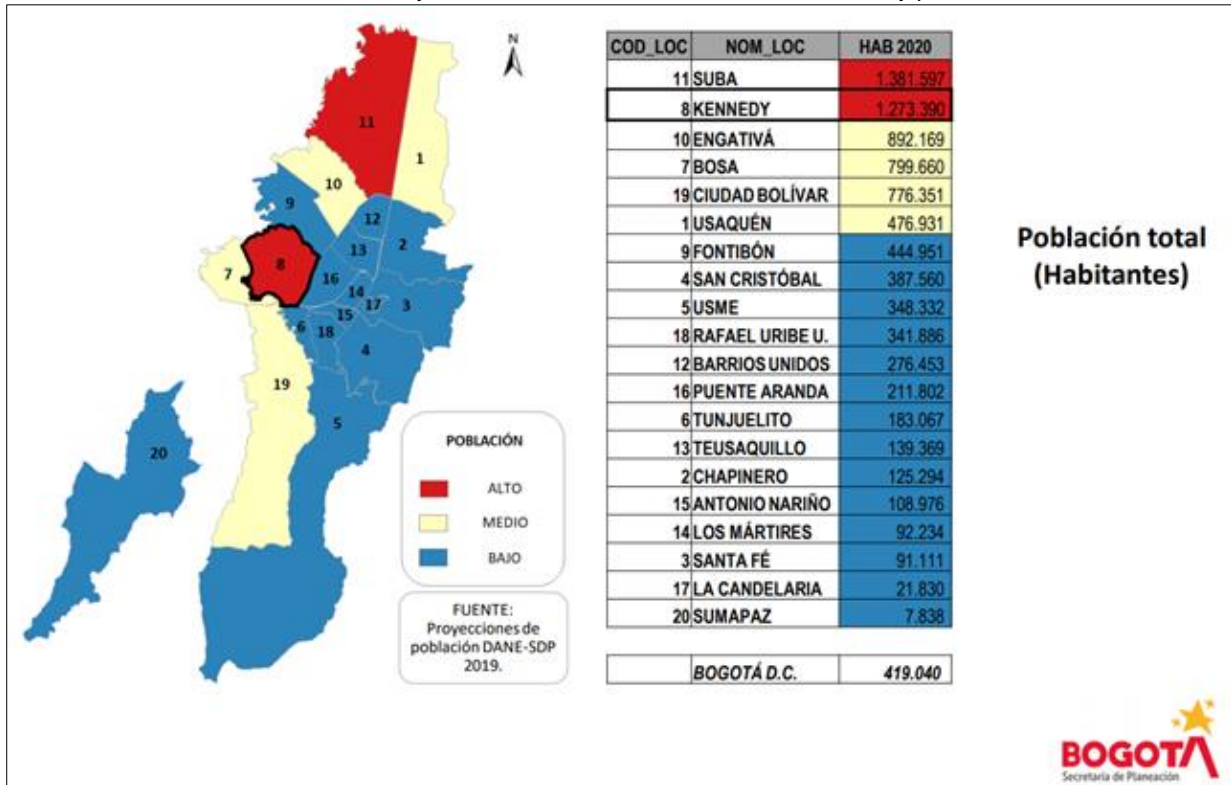 N
11
1
10
9
12
13
2
8
7
16
14
17
3
15
6
18
4
19
5
20
POBLACIÓN
ALTO
MEDIO
BAJO
FUENTE:
Proyecciones de
población DANE-SDP
2019.
COD_LOC NOM_LOC HAB 2020
11 SUBA 1.381.597
8 KENNEDY 1.273.390
10 ENGATIVÁ 892.169
7 BOSA 799.660
19 CIUDAD BOLÍVAR 776.351
1 USAQUÉN 476.931
9 FONTIBÓN 444.951
4 SAN CRISTÓBAL 387.560
5 USME 348.332
18 RAFAEL URIBE U. 341.886
12 BARRIOS UNIDOS 276.453
16 PUENTE ARANDA 211.802
6 TUNJUELITO 183.067
13 TEUSAQUILLO 139.369
2 CHAPINERO 125.294
15 ANTONIO NARIÑO 108.976
14 LOS MÁRTIRES 92.234
3 SANTA FÉ 91.111
17 LA CANDELARIA 21.830
20 SUMAPAZ 7.838
BOGOTÁ D.C. 419.040
Población total
(Habitantes)
BOGOTÁ
Secretaría de Planeación